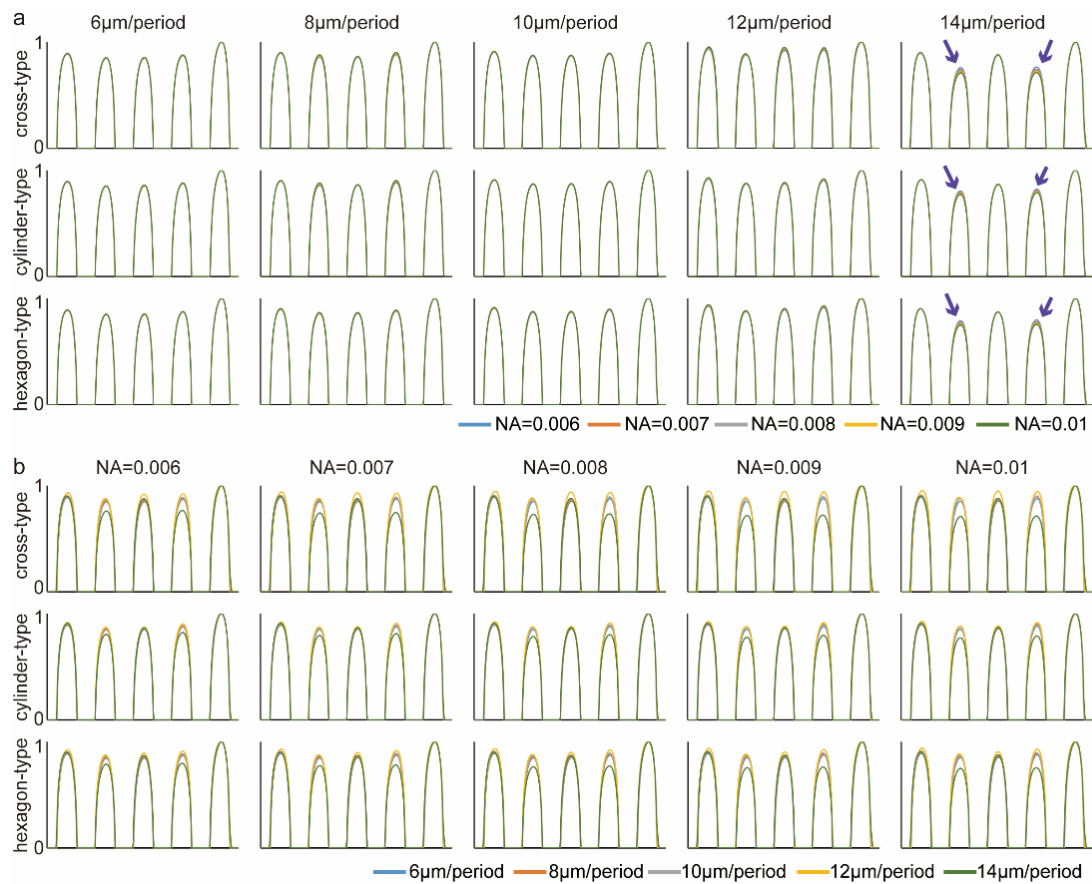 a
6µm/period 8µm/period 10µm/period 12µm/period 14µm/period
cross-type
1
0
cylinder-type
1
0
hexagon-type
1
0
NA=0.006 NA=0.007 NA=0.008 NA=0.009 NA=0.01
b
NA=0.006 NA=0.007 NA=0.008 NA=0.009 NA=0.01
cross-type
1
0
cylinder-type
1
0
hexagon-type
1
0
6µm/period 8µm/period 10µm/period 12µm/period 14µm/period